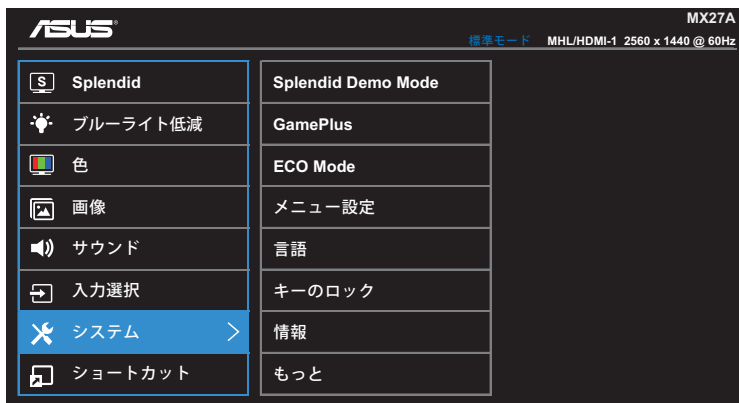 ASUS
MX27A
標準モード MHL/HDMI-1 2560 x 1440 @ 60Hz
S Splendid
ブルーライト低減
色
画像
サウンド
入力選択
システム
ショートカット
Splendid Demo Mode
GamePlus
ECO Mode
メニュー設定
言語
キーのロック
情報
もっと